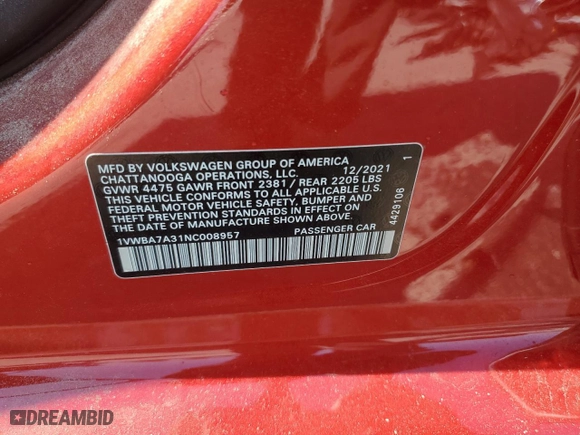 MFD BY VOLKSWAGEN GROUP OF AMERICA
CHATTANOOGA OPERATIONS, LLC. 12/2021 1
GVWR 4475 GAWR FRONT 2381 / REAR 2205 LBS
THIS VEHICLE CONFORMS TO ALL APPLICABLE U.S.
FEDERAL MOTOR VEHICLE SAFETY, BUMPER, AND
THEFT PREVENTION STANDARDS IN EFFECT ON
THE DATE OF MANUFACTURE SHOWN ABOVE.
1VWBA7A31NC008957 PASSENGER CAR
4429106
DREAMBID